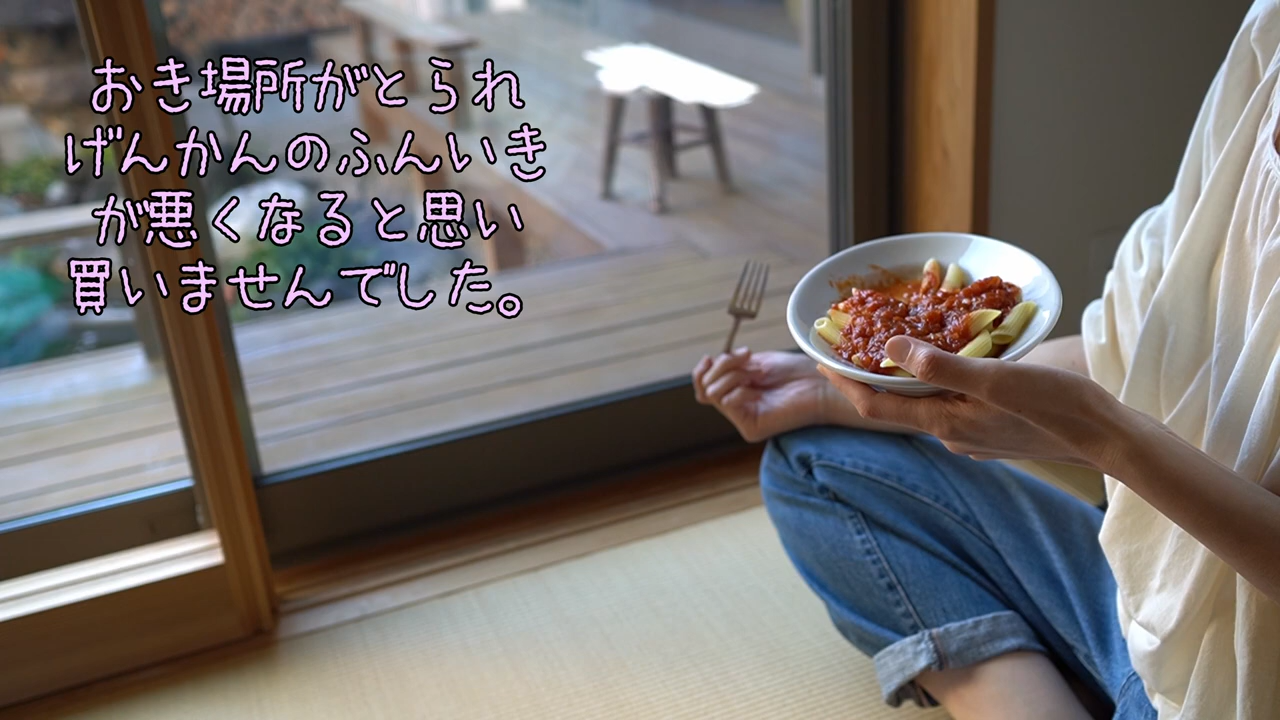 おき場所がとられ
げんかんのふんいき
が悪くなると思い
買いませんでした。